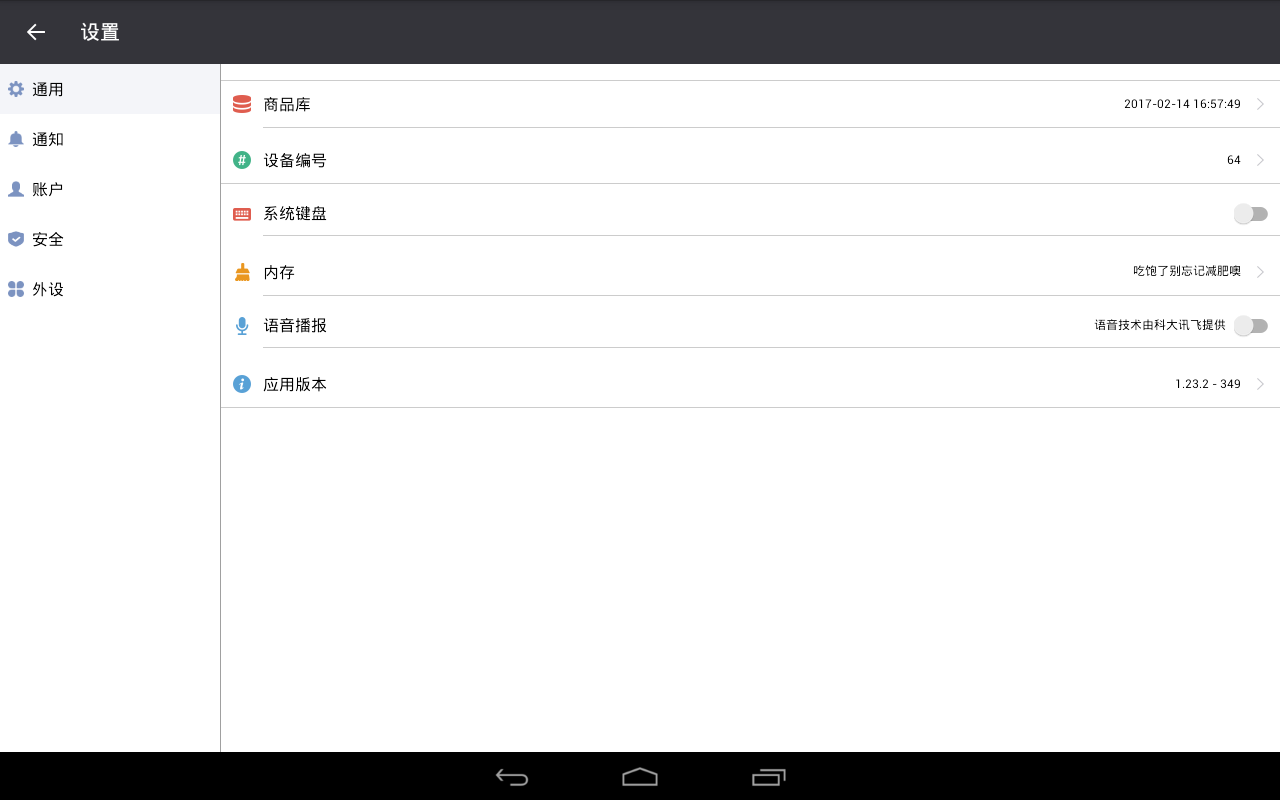 设置
通用
通知
账户
安全
外设
商品库 2017-02-14 16:57:49
设备编号 64
系统键盘
内存 吃饱了别忘记减肥噢
语音播报 语音技术由科大讯飞提供
应用版本 1.23.2 - 349